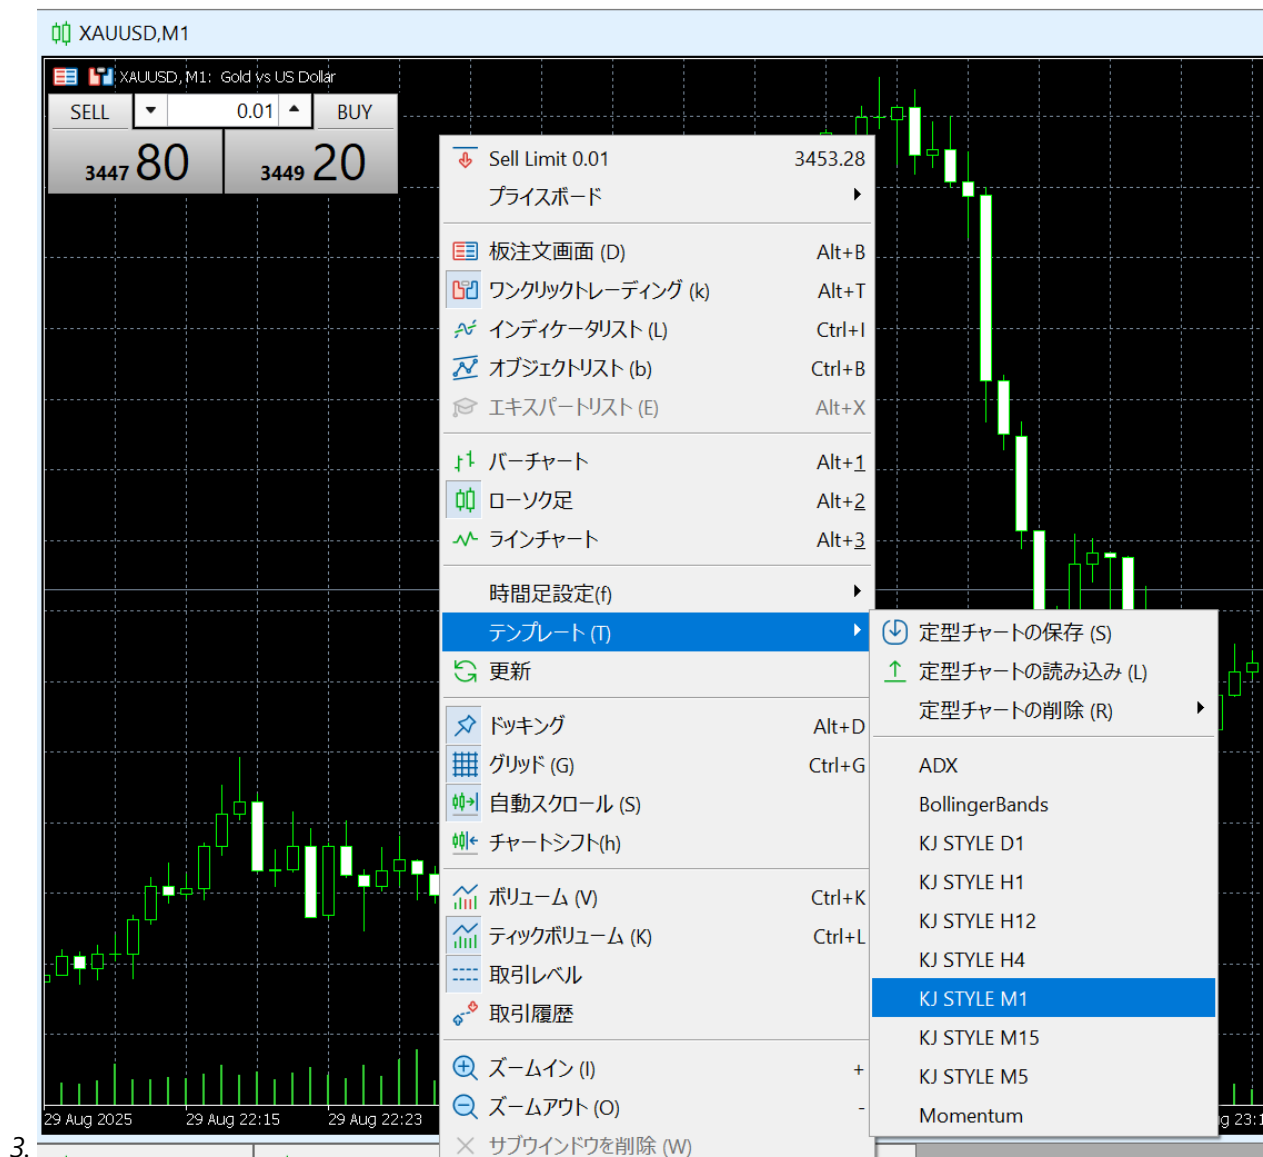 XAUUSD,M1
XAUUSD, M1: Gold vs US Dollar
SELL 0.01 BUY
3447 80 3449 20
Sell Limit 0.01 3453.28
プライスボード
板注文画面 (D) Alt+B
ワンクリックトレーディング (k) Alt+T
インディケータリスト (L) Ctrl+I
オブジェクトリスト (b) Ctrl+B
エキスパートリスト (E) Alt+X
バーチャート Alt+1
ローソク足 Alt+2
ラインチャート Alt+3
時間足設定(f)
テンプレート (T)
更新
ドッキング Alt+D
グリッド (G) Ctrl+G
自動スクロール (S)
チャートシフト(h)
ボリューム (V) Ctrl+K
ティックボリューム (K) Ctrl+L
取引レベル
取引履歴
ズームイン (I) +
ズームアウト (O) -
サブウインドウを削除 (W)
定型チャートの保存 (S)
定型チャートの読み込み (L)
定型チャートの削除 (R)
ADX
BollingerBands
KJ STYLE D1
KJ STYLE H1
KJ STYLE H12
KJ STYLE H4
KJ STYLE M1
KJ STYLE M15
KJ STYLE M5
Momentum
29 Aug 2025 29 Aug 22:15 29 Aug 22:23
3.